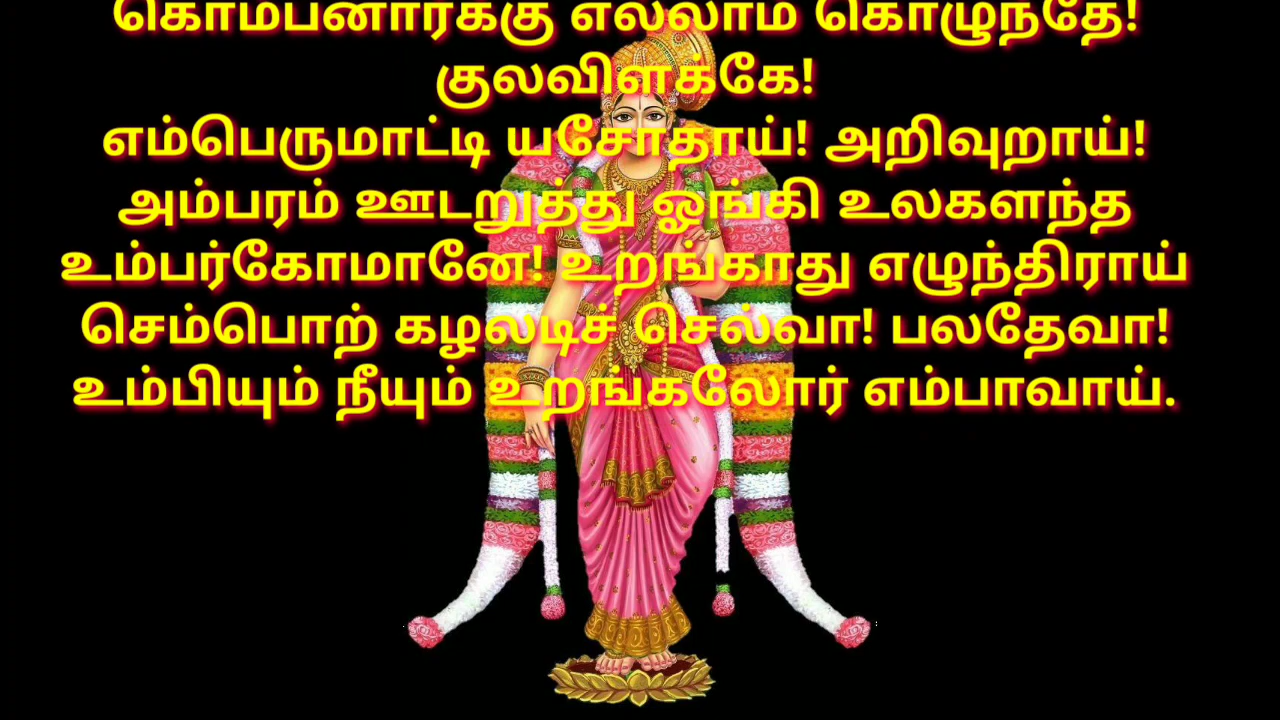 கொம்பனார்க்கு எல்லாம் கொழுந்தே!
குலவிளக்கே!
எம்பெருமாட்டி யசோதாய்! அறிவுறாய்!
அம்பரம் ஊடறுத்து ஓங்கி உலகளந்த
உம்பர்கோமானே! உறங்காது எழுந்திராய்
செம்பொற் கழலடிச் செல்வா! பலதேவா!
உம்பியும் நீயும் உறங்கலோர் எம்பாவாய்.